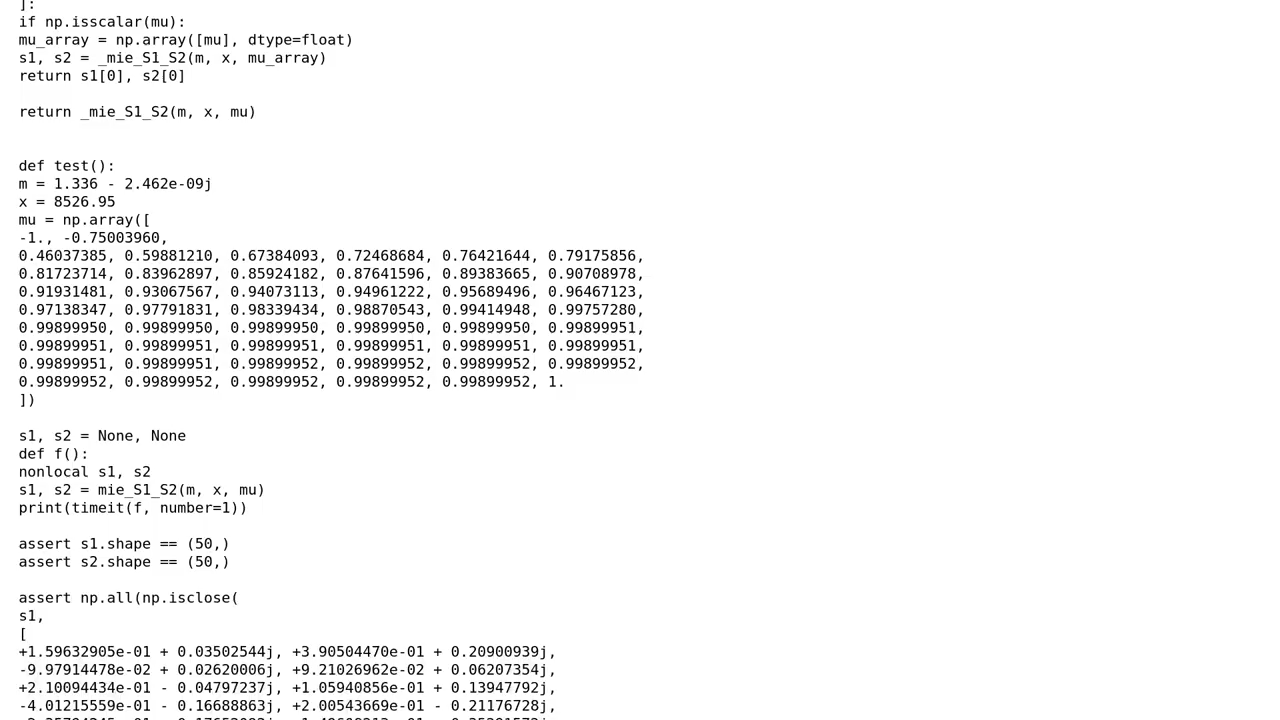 ]:
if np.isscalar(mu):
mu_array = np.array([mu], dtype=float)
s1, s2 = _mie_S1_S2(m, x, mu_array)
return s1[0], s2[0]
return _mie_S1_S2(m, x, mu)
def test():
m = 1.336 - 2.462e-09j
x = 8526.95
mu = np.array([
-1., -0.75003960,
0.46037385, 0.59881210, 0.67384093, 0.72468684, 0.76421644, 0.79175856,
0.81723714, 0.83962897, 0.85924182, 0.87641596, 0.89383665, 0.90708978,
0.91931481, 0.93067567, 0.94073113, 0.94961222, 0.95689496, 0.96467123,
0.97138347, 0.97791831, 0.98339434, 0.98870543, 0.99414948, 0.99757280,
0.99899950, 0.99899950, 0.99899950, 0.99899950, 0.99899950, 0.99899951,
0.99899951, 0.99899951, 0.99899951, 0.99899951, 0.99899951, 0.99899951,
0.99899951, 0.99899951, 0.99899952, 0.99899952, 0.99899952, 0.99899952,
0.99899952, 0.99899952, 0.99899952, 0.99899952, 0.99899952, 1.
])
s1, s2 = None, None
def f():
nonlocal s1, s2
s1, s2 = mie_S1_S2(m, x, mu)
print(timeit(f, number=1))
assert s1.shape == (50,)
assert s2.shape == (50,)
assert np.all(np.isclose(
s1,
[
+1.59632905e-01 + 0.03502544j, +3.90504470e-01 + 0.20900939j,
-9.97914478e-02 + 0.02620006j, +9.21026962e-02 + 0.06207354j,
+2.10094434e-01 - 0.04797237j, +1.05940856e-01 + 0.13947792j,
-4.01215559e-01 - 0.16688863j, +2.00543669e-01 - 0.21176728j,